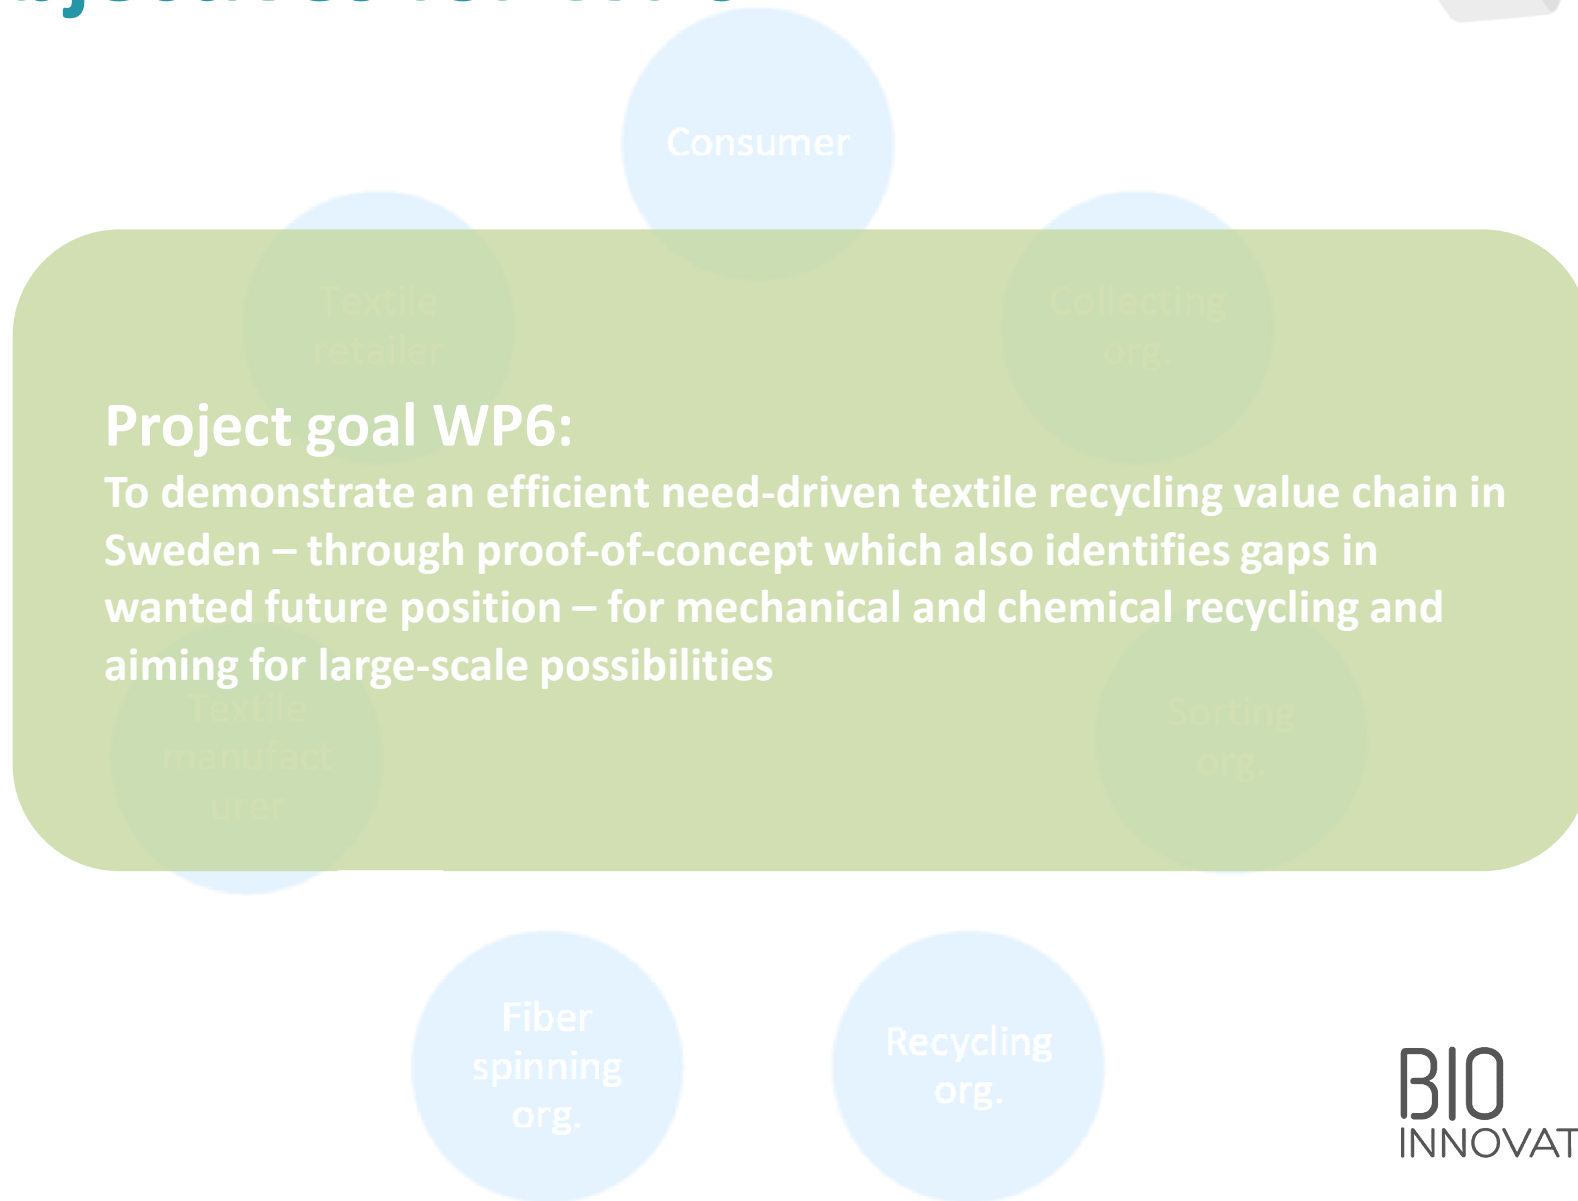 Consumer
Textile
retailer
Collecting
org.
Project goal WP6:
To demonstrate an efficient need-driven textile recycling value chain in
Sweden – through proof-of-concept which also identifies gaps in
wanted future position – for mechanical and chemical recycling and
aiming for large-scale possibilities
Textile
manufact
urer
Sorting
org.
Fiber
spinning
org.
Recycling
org.
BIO
INNOVAT